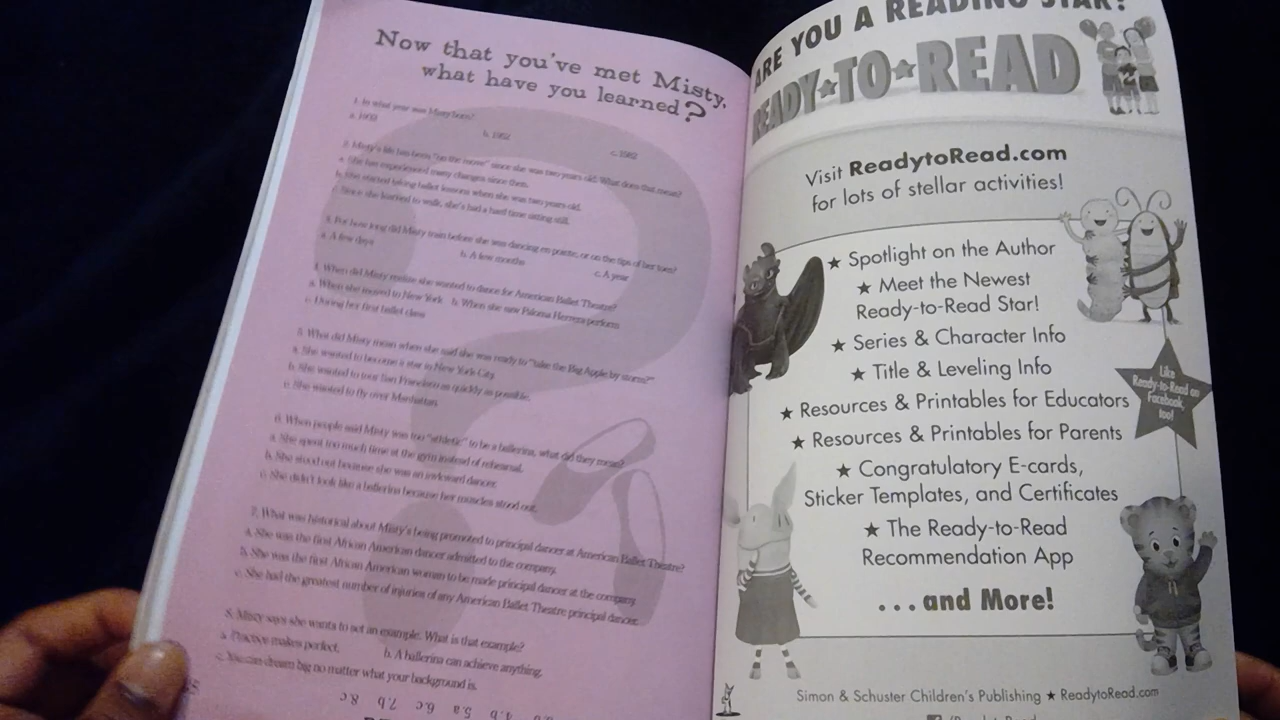 Now that you've met Misty,
what have you learned?
1. In what year was Misty born?
a. 1902
b. 1962
c. 1982
2. Misty's life has been "on the move" since she was two years old. What does that mean?
a. She has experienced many changes since then.
b. She started taking ballet lessons when she was two years old.
c. Since she learned to walk, she's had a hard time sitting still.
3. For how long did Misty train before she was dancing en pointe, or on the tips of her toes?
a. A few days
b. A few months
c. A year
4. When did Misty realize she wanted to dance for American Ballet Theatre?
a. When she moved to New York b. When she saw Paloma Herrera perform
c. During her first ballet class
5. What did Misty mean when she said she was ready to "take the Big Apple by storm?"
a. She wanted to become a star in New York City.
b. She wanted to tour San Francisco as quickly as possible.
c. She wanted to fly over Manhattan.
6. When people said Misty was too "athletic" to be a ballerina, what did they mean?
a. She spent too much time at the gym instead of rehearsal.
b. She stood out because she was an awkward dancer.
c. She didn't look like a ballerina because her muscles stood out.
7. What was historical about Misty's being promoted to principal dancer at American Ballet Theatre?
a. She was the first African American dancer admitted to the company.
b. She was the first African American woman to be made principal dancer at the company.
c. She had the greatest number of injuries of any American Ballet Theatre principal dancer.
8. Misty says she wants to set an example. What is that example?
a. Practice makes perfect. b. A ballerina can achieve anything.
c. You can dream big no matter what your background is.
4.b 5.a 6.c 7.b 8.c
ARE YOU A READING STAR?
READY★TO★READ
Visit ReadytoRead.com
for lots of stellar activities!
★ Spotlight on the Author
★ Meet the Newest
Ready-to-Read Star!
★ Series & Character Info
★ Title & Leveling Info
★ Resources & Printables for Educators
★ Resources & Printables for Parents
★ Congratulatory E-cards,
Sticker Templates, and Certificates
★ The Ready-to-Read
Recommendation App
. . . and More!
Like
Ready-to-Read on
Facebook,
too!
Simon & Schuster Children's Publishing ★ ReadytoRead.com